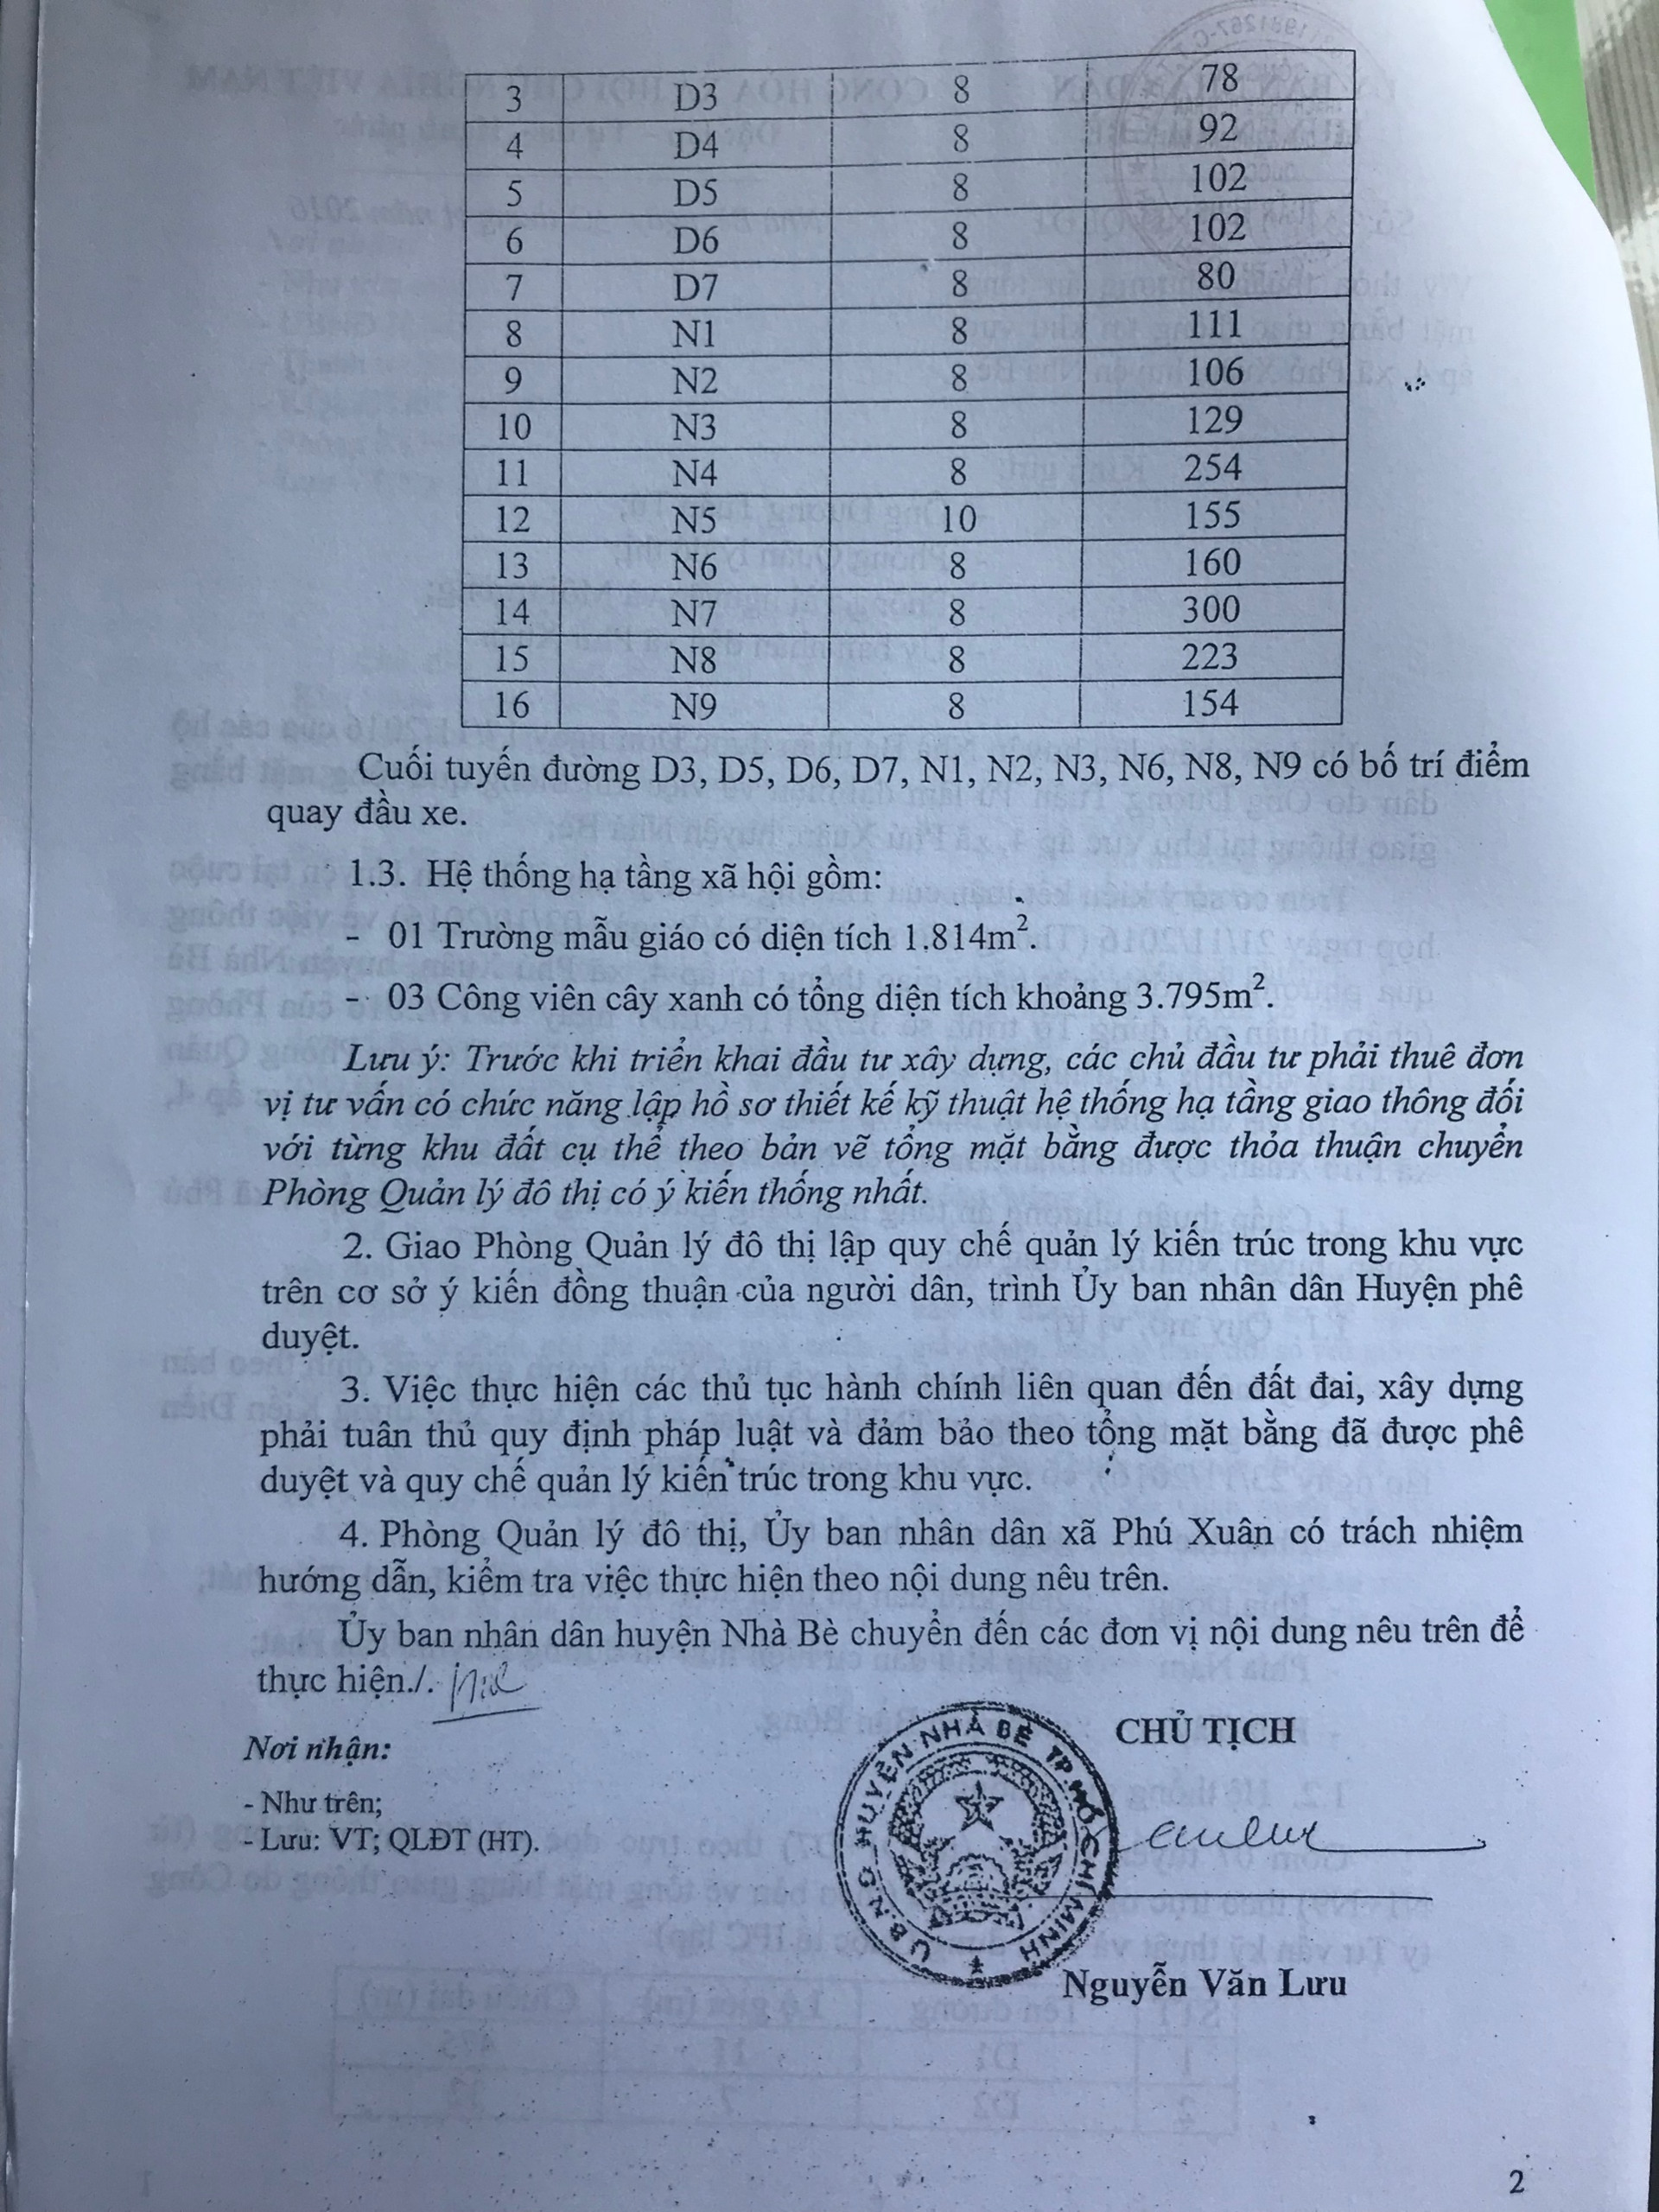 3 D3 8 78
4 D4 8 92
5 D5 8 102
6 D6 8 102
7 D7 8 80
8 N1 8 111
9 N2 8 106
10 N3 8 129
11 N4 8 254
12 N5 10 155
13 N6 8 160
14 N7 8 300
15 N8 8 223
16 N9 8 154
Cuối tuyến đường D3, D5, D6, D7, N1, N2, N3, N6, N8, N9 có bố trí điểm
quay đầu xe.
1.3. Hệ thống hạ tầng xã hội gồm:
- 01 Trường mẫu giáo có diện tích 1.814m².
- 03 Công viên cây xanh có tổng diện tích khoảng 3.795m².
Lưu ý: Trước khi triển khai đầu tư xây dựng, các chủ đầu tư phải thuê đơn
vị tư vấn có chức năng lập hồ sơ thiết kế kỹ thuật hệ thống hạ tầng giao thông đối
với từng khu đất cụ thể theo bản vẽ tổng mặt bằng được thỏa thuận chuyển
Phòng Quản lý đô thị có ý kiến thống nhất.
2. Giao Phòng Quản lý đô thị lập quy chế quản lý kiến trúc trong khu vực
trên cơ sở ý kiến đồng thuận của người dân, trình Ủy ban nhân dân Huyện phê
duyệt.
3. Việc thực hiện các thủ tục hành chính liên quan đến đất đai, xây dựng
phải tuân thủ quy định pháp luật và đảm bảo theo tổng mặt bằng đã được phê
duyệt và quy chế quản lý kiến trúc trong khu vực.
4. Phòng Quản lý đô thị, Ủy ban nhân dân xã Phú Xuân có trách nhiệm
hướng dẫn, kiểm tra việc thực hiện theo nội dung nêu trên.
Ủy ban nhân dân huyện Nhà Bè chuyển đến các đơn vị nội dung nêu trên để
thực hiện./.
Nơi nhận:
- Như trên;
- Lưu: VT; QLĐT (HT).
CHỦ TỊCH
U.B.N.D HUYỆN NHÀ BÈ TP HỒ CHÍ MINH
Nguyễn Văn Lưu
2